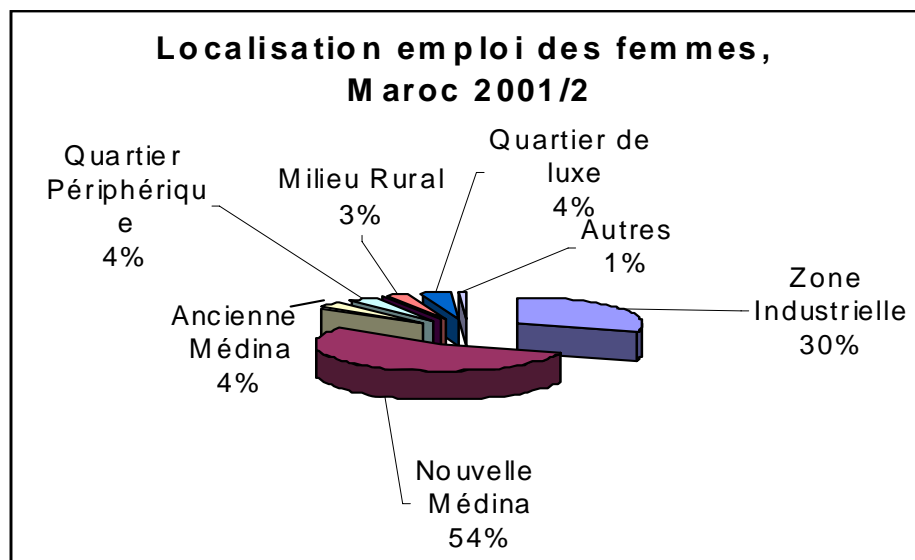 Localisation emploi des femmes,
Maroc 2001/2
Quartier
Périphériqu
e
4%
Milieu Rural
3%
Quartier de
luxe
4%
Autres
1%
Zone
Industrielle
30%
Ancienne
Médina
4%
Nouvelle
Médina
54%